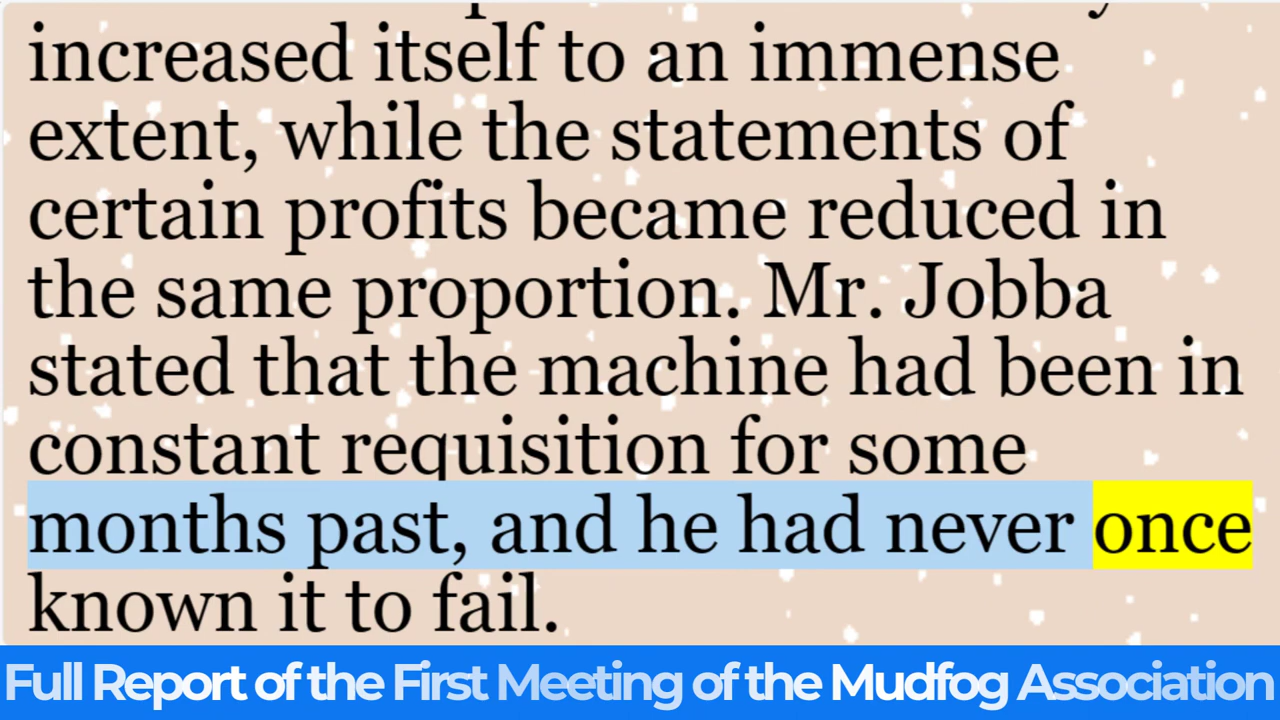 increased itself to an immense
extent, while the statements of
certain profits became reduced in
the same proportion. Mr. Jobba
stated that the machine had been in
constant requisition for some
months past, and he had never once
known it to fail.
Full Report of the First Meeting of the Mudfog Association